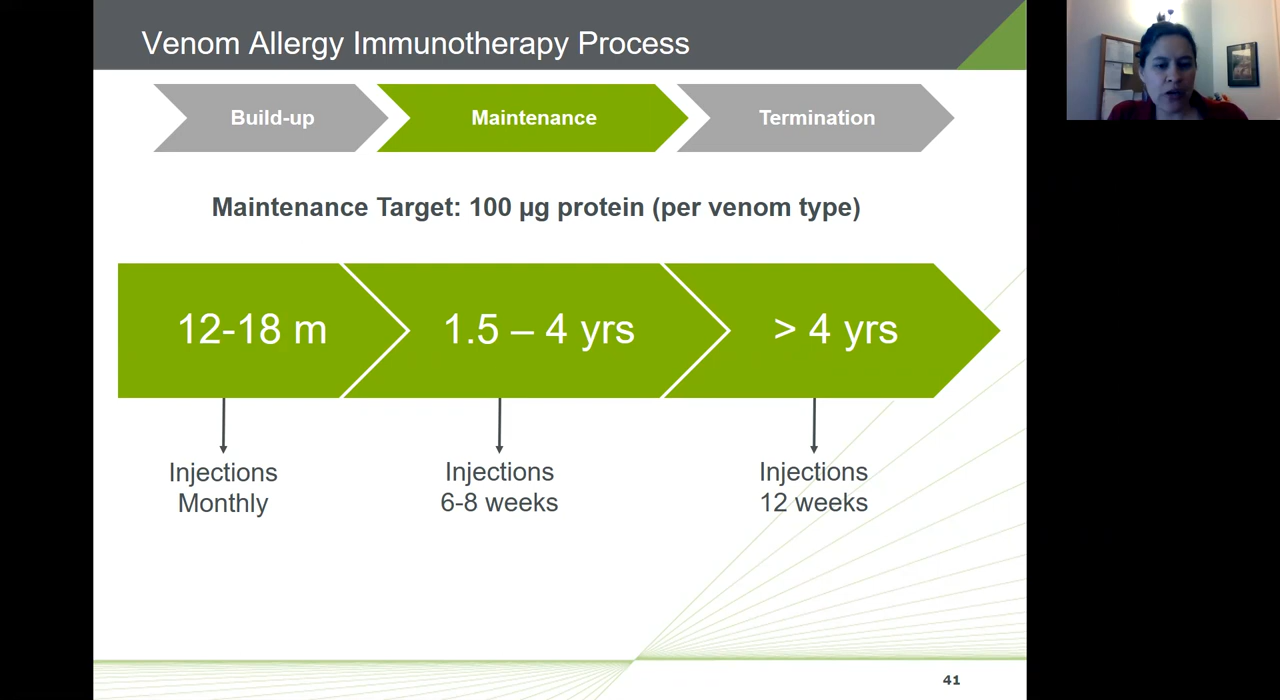 Venom Allergy Immunotherapy Process
Build-up
Maintenance
Termination
Maintenance Target: 100 µg protein (per venom type)
12-18 m
1.5 – 4 yrs
> 4 yrs
Injections
Monthly
Injections
6-8 weeks
Injections
12 weeks
41